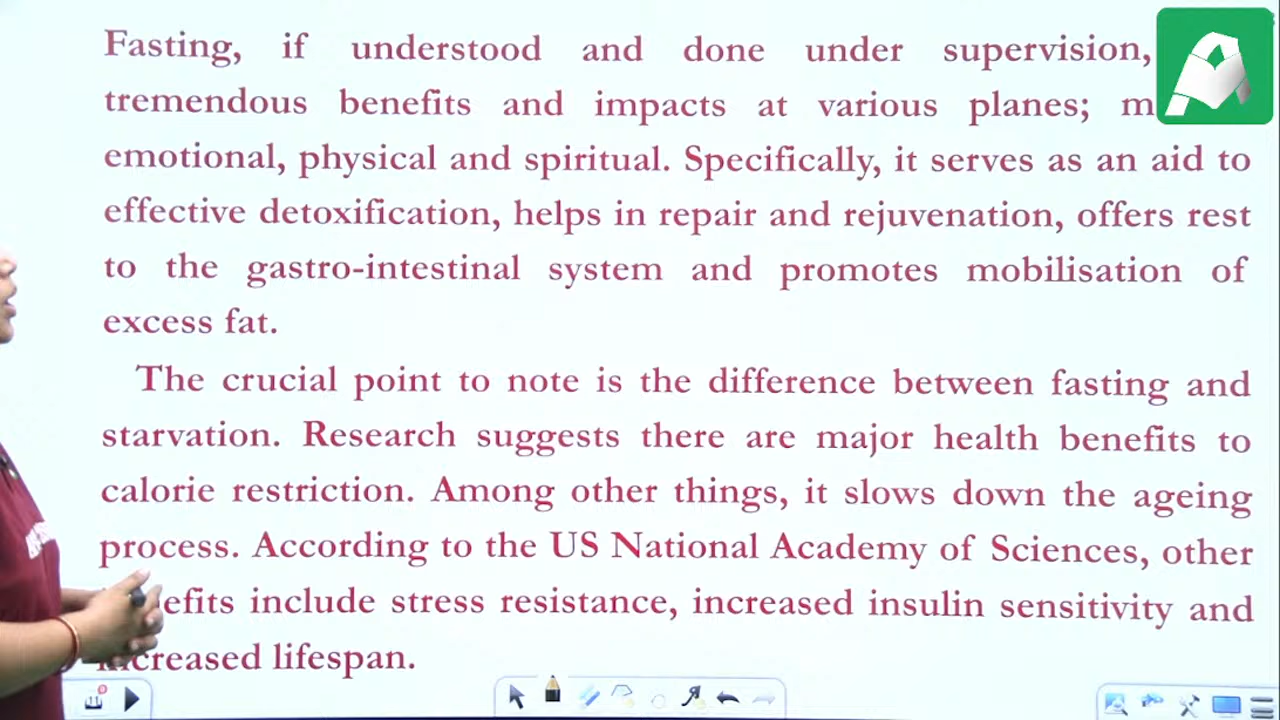 Fasting, if understood and done under supervision,
tremendous benefits and impacts at various planes;
emotional, physical and spiritual. Specifically, it serves as an aid to
effective detoxification, helps in repair and rejuvenation, offers rest
to the gastro-intestinal system and promotes mobilisation of
excess fat.
The crucial point to note is the difference between fasting and
starvation. Research suggests there are major health benefits to
calorie restriction. Among other things, it slows down the ageing
process. According to the US National Academy of Sciences, other
efits include stress resistance, increased insulin sensitivity and
increased lifespan.